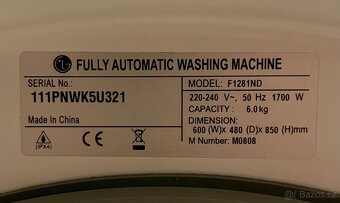 LG FULLY AUTOMATIC WASHING MACHINE
SERIAL No.:
111PNWK5U321
Made in China
(IPX4)
MODEL: F1281ND
220-240 V~, 50 Hz 1700 W
CAPACITY: 6.0kg
DIMENSION:
600 (W)x 480 (D)x 850 (H)mm
M Number: M0808
Bazos.cz